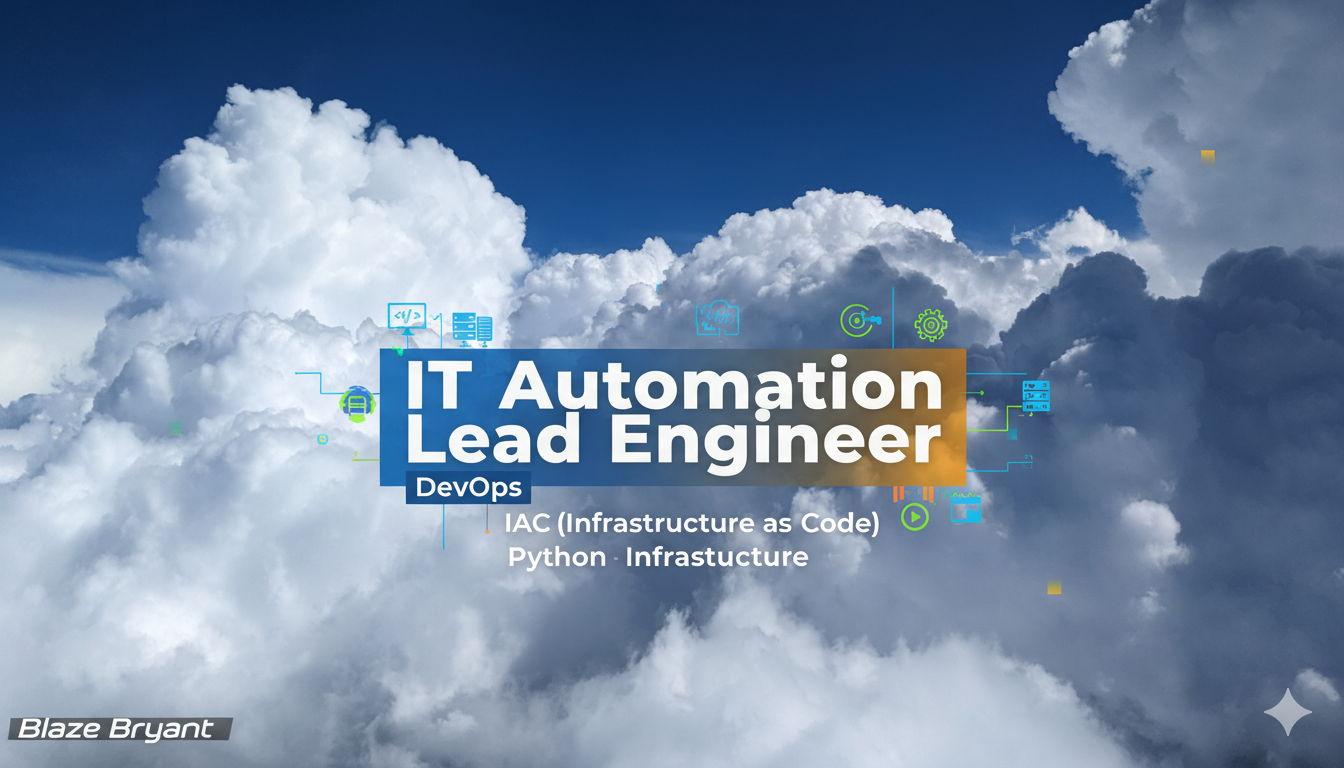 IT Automation
Lead Engineer
DevOps
IAC (Infrastructure as Code)
Python · Infrastucture
Blaze Bryant